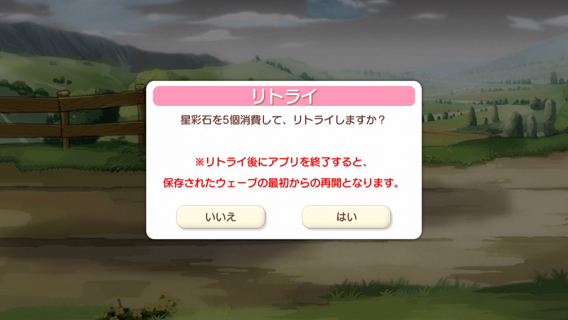 リトライ
星彩石を5個消費して、リトライしますか？
※リトライ後にアプリを終了すると、
保存されたウェーブの最初からの再開となります。
いいえ
はい